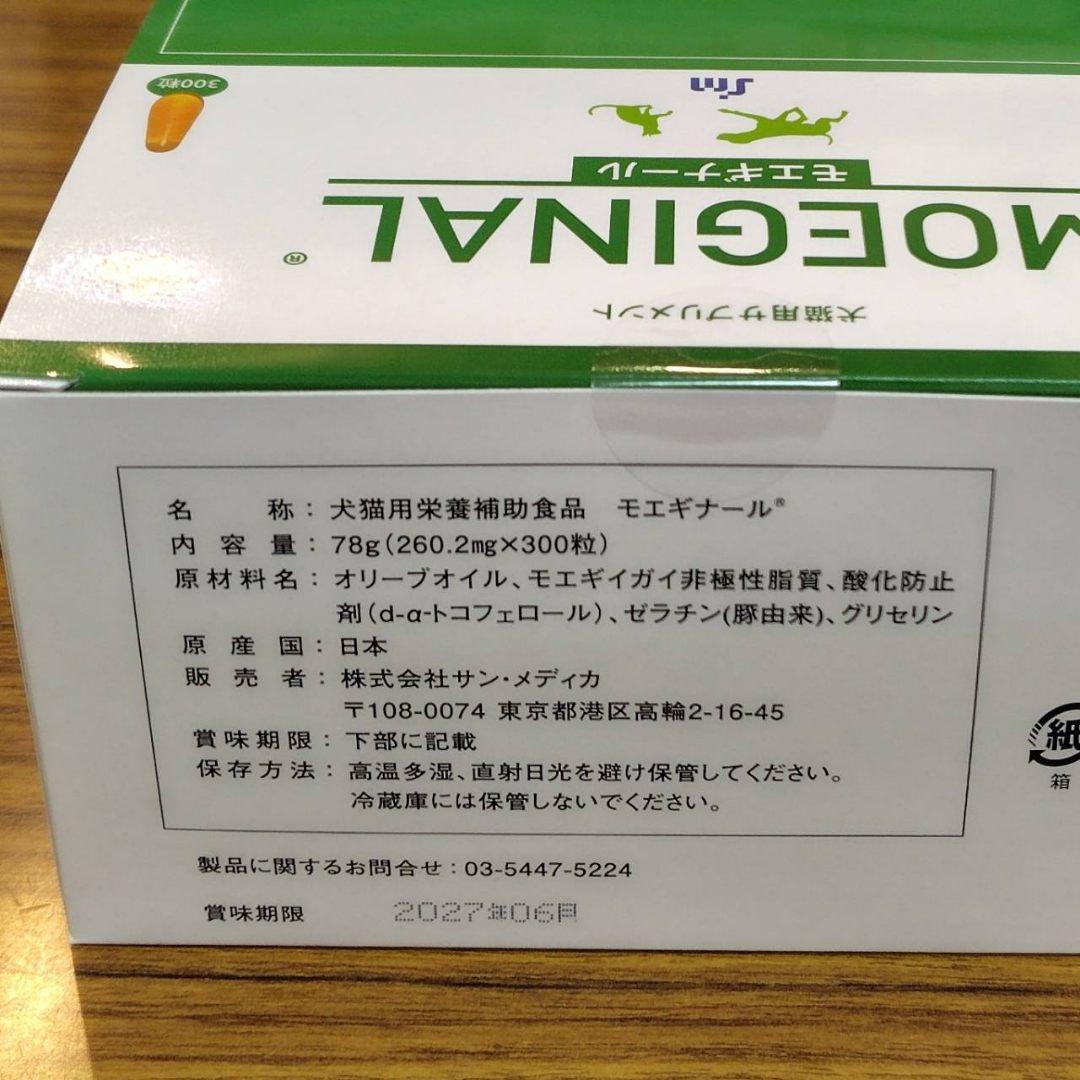 300粒
Sm
モエギナール
MOEGINAL®
犬猫用サプリメント
名称：犬猫用栄養補助食品 モエギナール®
内容量：78g(260.2mg×300粒)
原材料名：オリーブオイル、モエギイガイ非極性脂質、酸化防止
剤(d-α-トコフェロール)、ゼラチン(豚由来)、グリセリン
原産国：日本
販売者：株式会社サン・メディカ
〒108-0074 東京都港区高輪2-16-45
賞味期限：下部に記載
保存方法：高温多湿、直射日光を避け保管してください。
冷蔵庫には保管しないでください。
紙
箱
製品に関するお問合せ：03-5447-5224
賞味期限 2027年06月